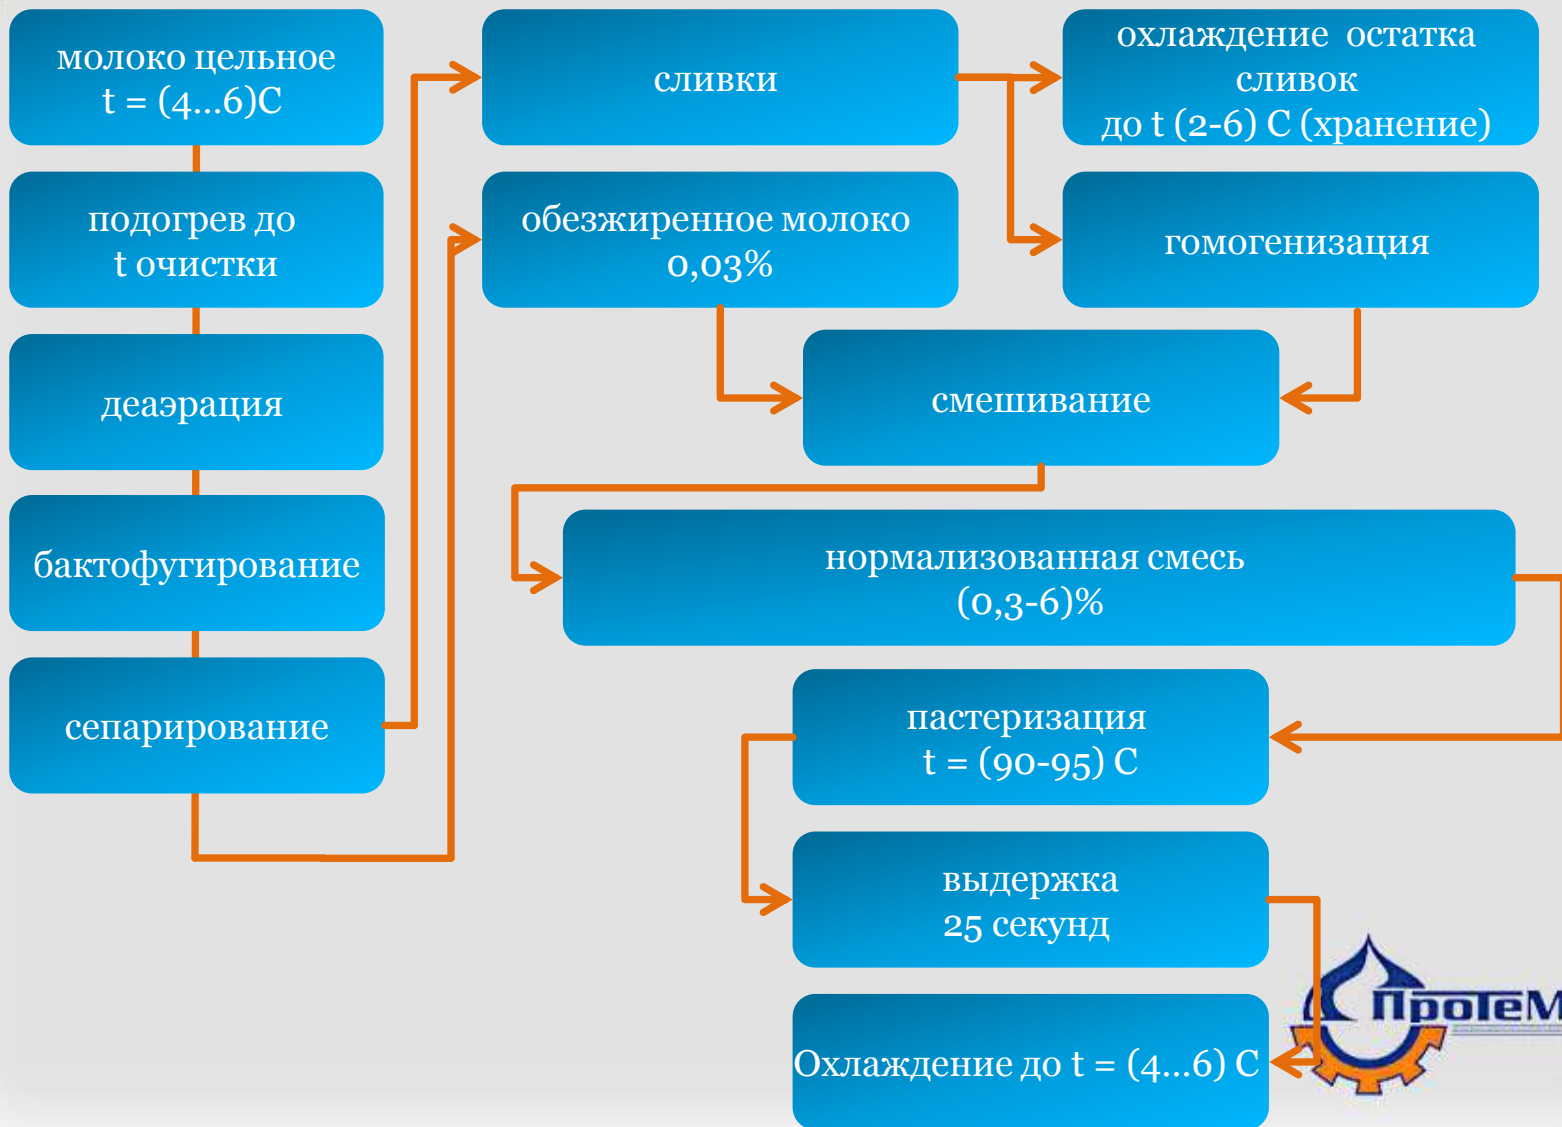 молоко цельное
t = (4...6)C
подогрев до
t очистки
деаэрация
бактофугирование
сепарирование
сливки
обезжиренное молоко
0,03%
охлаждение остатка
сливок
до t (2-6) C (хранение)
гомогенизация
смешивание
нормализованная смесь
(0,3-6)%
пастеризация
t = (90-95) C
выдержка
25 секунд
Охлаждение до t = (4...6) C
ПроТеМ